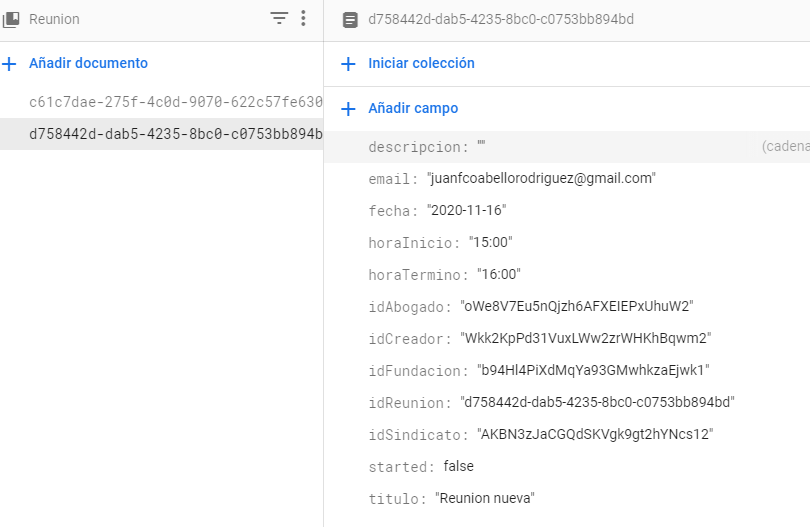 Reunion
Añadir documento
c61c7dae-275f-4c0d-9070-622c57fe630
d758442d-dab5-4235-8bc0-c0753bb894b
d758442d-dab5-4235-8bc0-c0753bb894bd
Iniciar colección
Añadir campo
descripcion: "" (cadena
email: "juanfcoabellorodriguez@gmail.com"
fecha: "2020-11-16"
horaInicio: "15:00"
horaTermino: "16:00"
idAbogado: "oWe8V7Eu5nQjzh6AFXEIEPxUhuW2"
idCreador: "Wkk2KpPd31VuxLWw2zrWHKhBqwm2"
idFundacion: "b94Hl4PiXdMqYa93GMwhkzaEjwk1"
idReunion: "d758442d-dab5-4235-8bc0-c0753bb894bd"
idSindicato: "AKBN3zJaCGQdSKVgk9gt2hYNcs12"
started: false
titulo: "Reunion nueva"